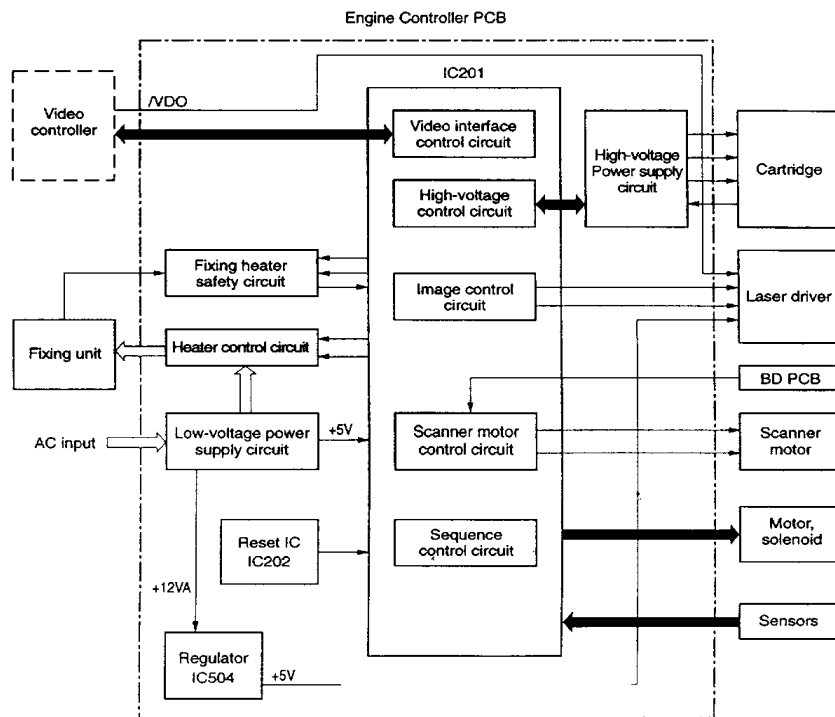 Engine Controller PCB
IC201
/VDO
Video
controller
Video interface
control circuit
High-voltage
Power supply
circuit
Cartridge
High-voltage
control circuit
Fixing heater
safety circuit
Image control
circuit
Laser driver
Fixing unit
Heater control circuit
BD PCB
AC input
Low-voltage power
supply circuit
+5V
Scanner motor
control circuit
Scanner
motor
Reset IC
IC202
Sequence
control circuit
Motor,
solenoid
+12VA
Sensors
Regulator
IC504
+5V